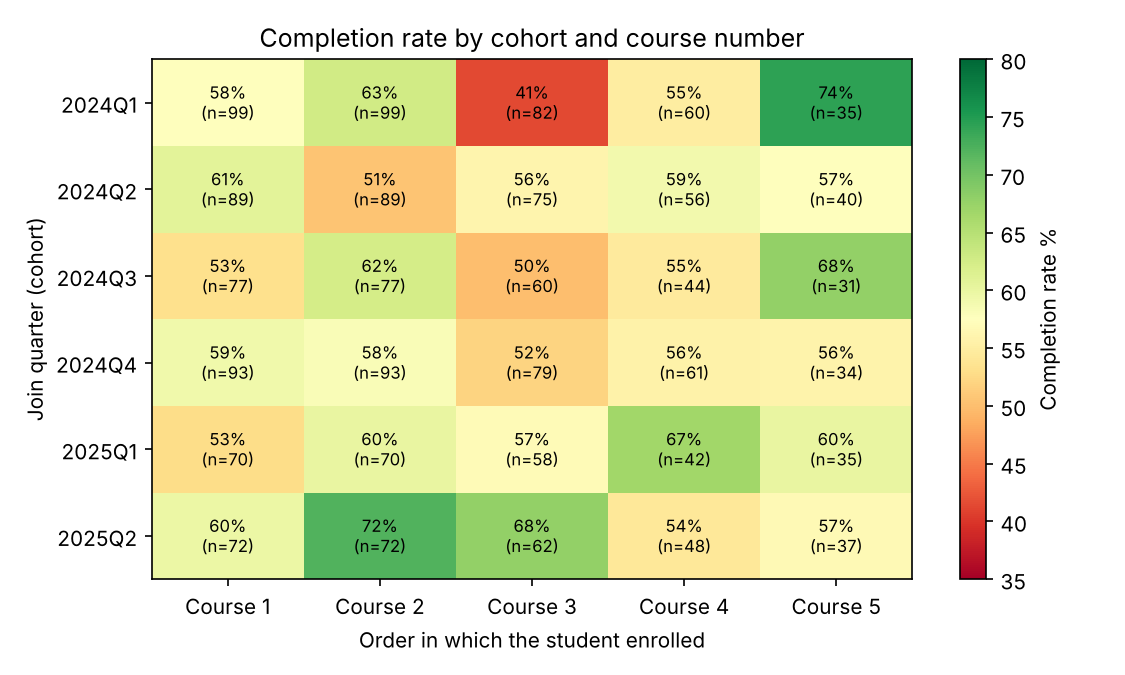 Completion rate by cohort and course number
2024Q1
58%
(n=99)
63%
(n=99)
41%
(n=82)
55%
(n=60)
74%
(n=35)
2024Q2
61%
(n=89)
51%
(n=89)
56%
(n=75)
59%
(n=56)
57%
(n=40)
2024Q3
53%
(n=77)
62%
(n=77)
50%
(n=60)
55%
(n=44)
68%
(n=31)
2024Q4
59%
(n=93)
58%
(n=93)
52%
(n=79)
56%
(n=61)
56%
(n=34)
2025Q1
53%
(n=70)
60%
(n=70)
57%
(n=58)
67%
(n=42)
60%
(n=35)
2025Q2
60%
(n=72)
72%
(n=72)
68%
(n=62)
54%
(n=48)
57%
(n=37)
Course 1
Course 2
Course 3
Course 4
Course 5
Order in which the student enrolled
Join quarter (cohort)
80
75
70
65
60
55
50
45
40
35
Completion rate %